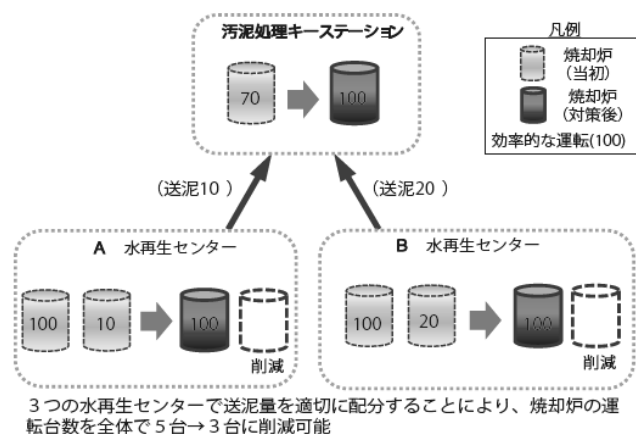 汚泥処理キーステーション
70
100
凡例
焼却炉
（当初）
焼却炉
（対策後）
効率的な運転(100)
（送泥10 ）
（送泥20 ）
A 水再生センター
100
10
100
削減
B 水再生センター
100
20
100
削減
３つの水再生センターで送泥量を適切に配分することにより、焼却炉の運
転台数を全体で５台→３台に削減可能